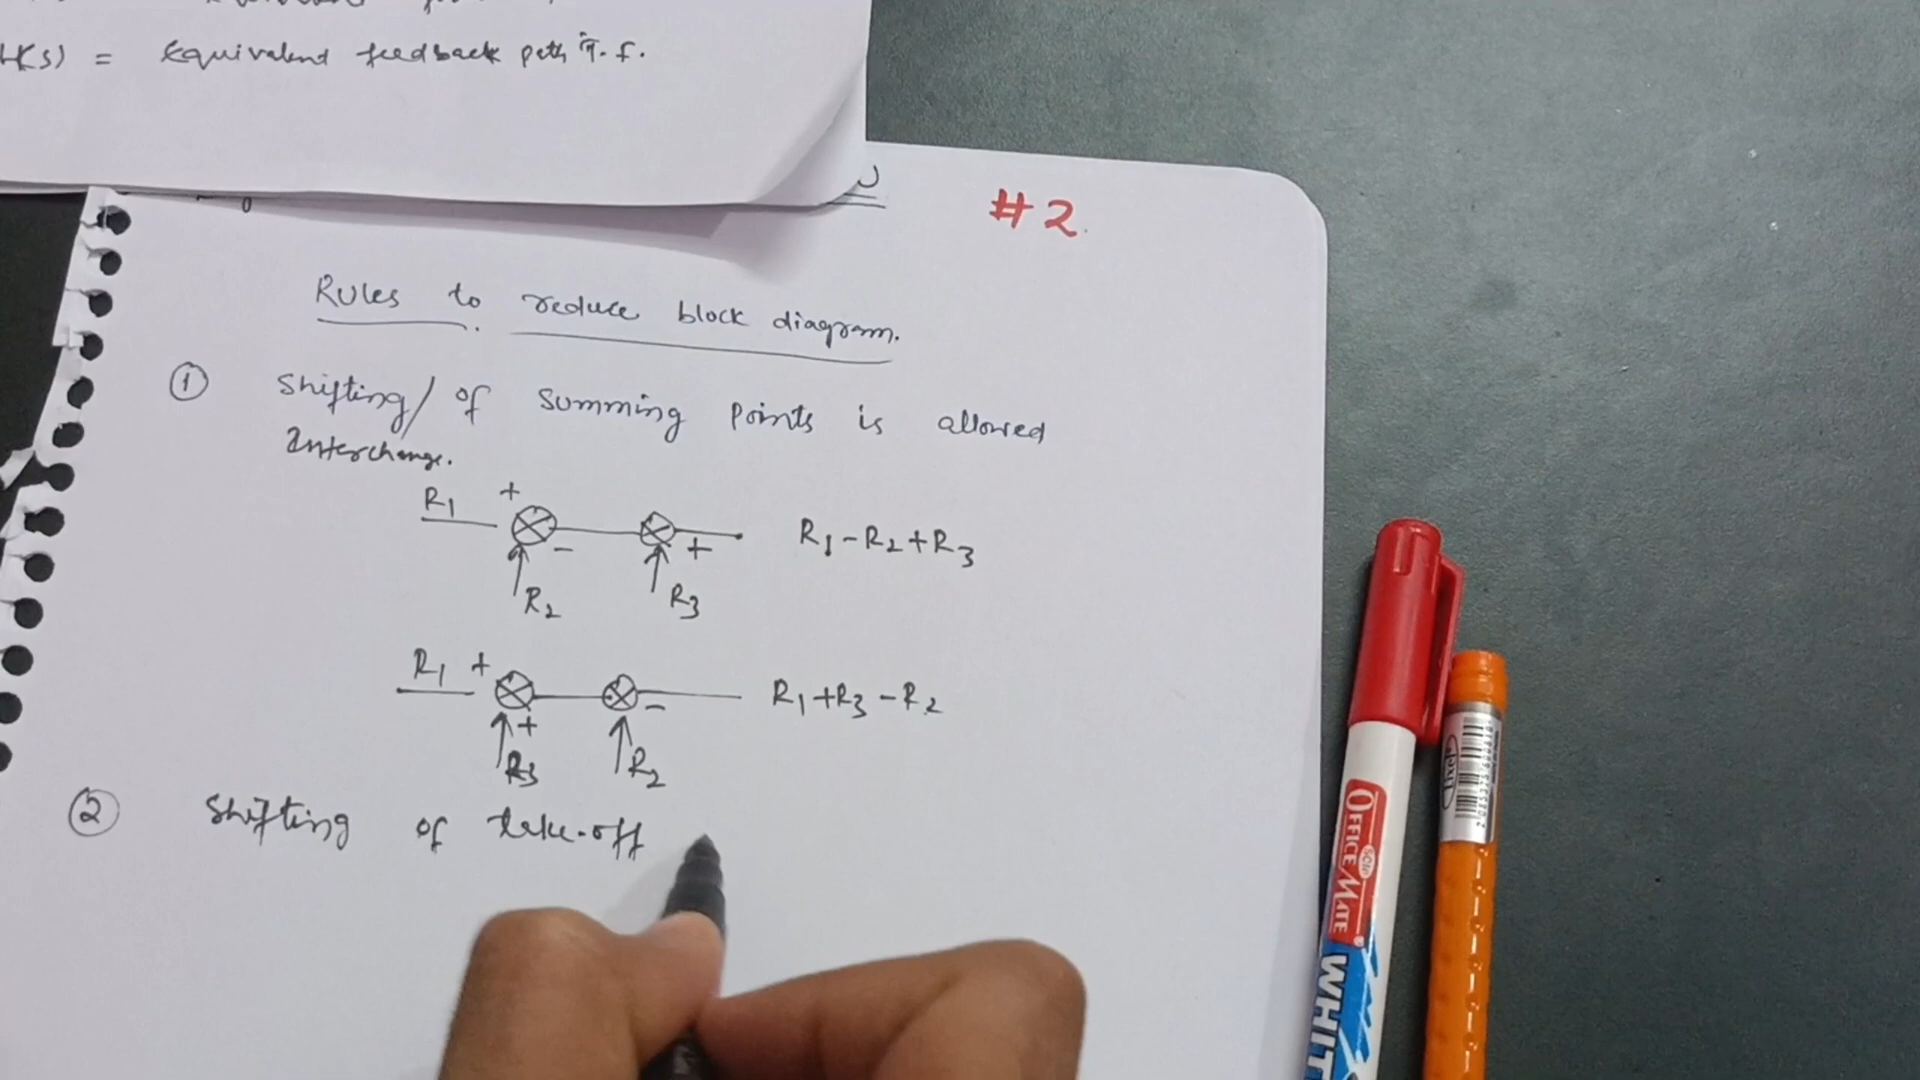 H(s) = Equivalent feedback path T.f.
#2.
Rules to reduce block diagram.
① Shifting/ of summing points is allowed
Interchange.
R1 + R1-R2+R3
- +
R2 R3
R1 + R1+R3-R2
+ -
R3 R2
② Shifting of take-off
OFFICE MATE
Pixel